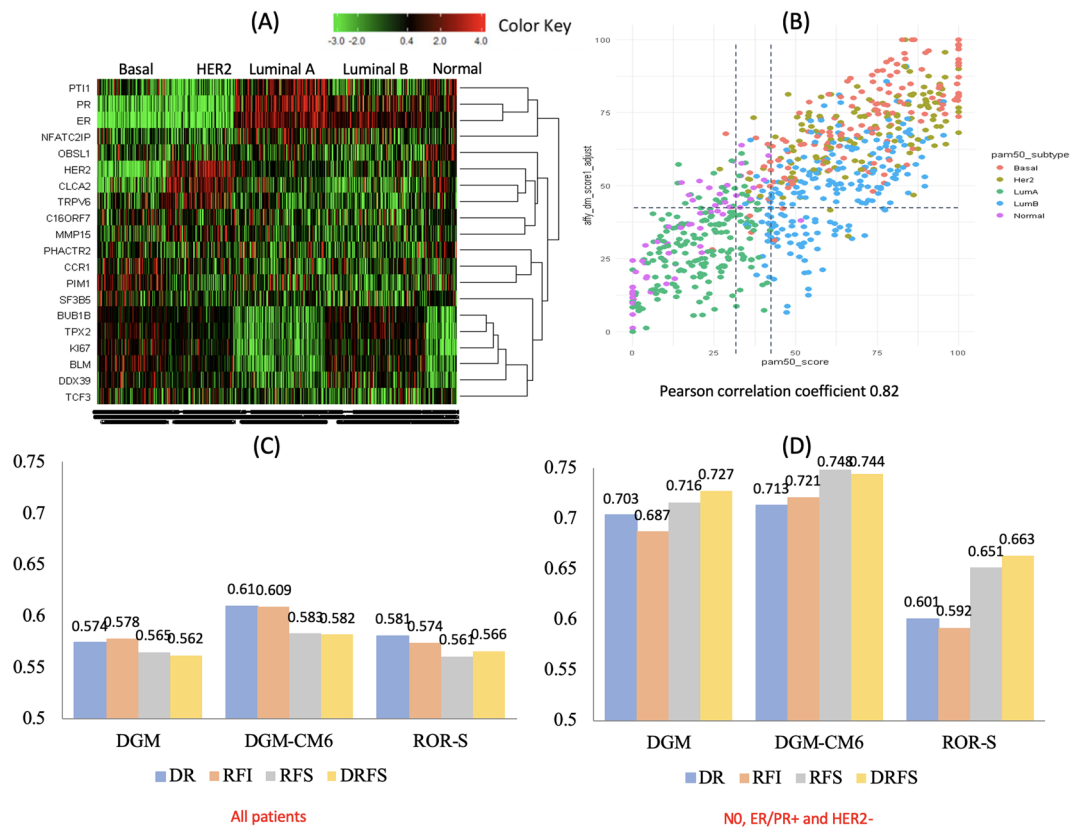 (A)
-3.0 -2.0 0.4 2.0 4.0
Color Key
Basal HER2 Luminal A Luminal B Normal
PTI1
PR
ER
NFATC2IP
OBSL1
HER2
CLCA2
TRPV6
C16ORF7
MMP15
PHACTR2
CCR1
PIM1
SF3B5
BUB1B
TPX2
KI67
BLM
DDX39
TCF3
(B)
100
75
50
25
0
affy_dm_score1_adjust
0 25 50 75 100
pam50_score
pam50_subtype
Basal
Her2
LumA
LumB
Normal
Pearson correlation coefficient 0.82
(C)
0.75
0.7
0.65
0.6
0.55
0.5
0.574 0.578 0.565 0.562
0.61 0.609 0.583 0.582
0.581 0.574 0.561 0.566
DGM DGM-CM6 ROR-S
DR RFI RFS DRFS
All patients
(D)
0.75
0.7
0.65
0.6
0.55
0.5
0.703 0.687 0.716 0.727
0.713 0.721 0.748 0.744
0.601 0.592 0.651 0.663
DGM DGM-CM6 ROR-S
DR RFI RFS DRFS
N0, ER/PR+ and HER2-